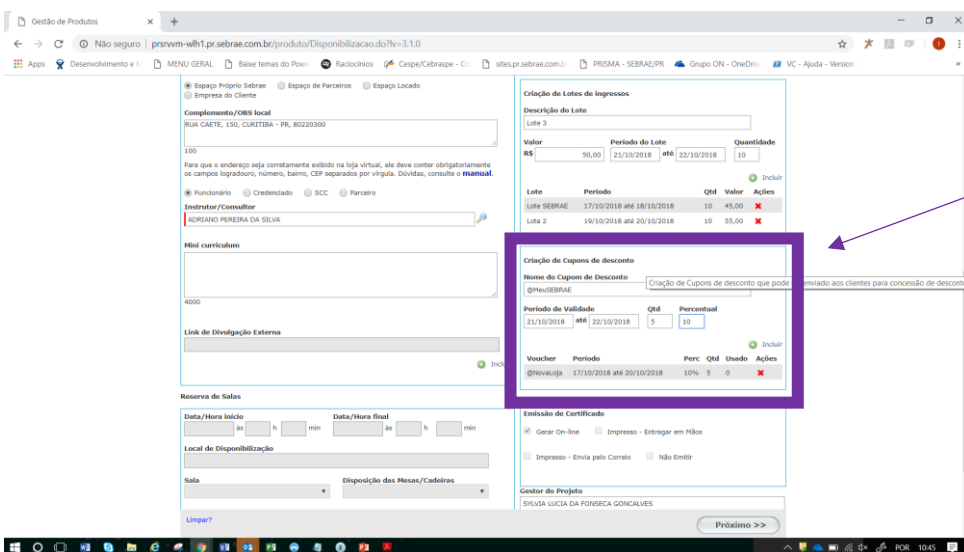 Gestão de Produtos
Não seguro prsrvvm-wlh1.pr.sebrae.com.br/produto/Disponibilizacao.do?lv=3.1.0
Apps Desenvolvimento e MENU GERAL Baixe temas do Powe Raciocínios Cespe/Cebraspe - Co sites.pr.sebrae.com.b PRISMA - SEBRAE/PR Grupo ON - OneDriv VC - Ajuda - Version
Espaço Próprio Sebrae Espaço de Parceiros Espaço Locado
Empresa do Cliente
Complemento/OBS local
RUA CAETE, 150, CURITIBA - PR, 80220300
100
Para que o endereço seja corretamente exibido na loja virtual, ele deve conter obrigatoriamente
os campos logradouro, número, bairro, CEP separados por vírgula. Dúvidas, consulte o manual.
Funcionário Credenciado SCC Parceiro
Instrutor/Consultor
ADRIANO PEREIRA DA SILVA
Mini curriculum
4000
Link de Divulgação Externa
Inclu
Reserva de Salas
Data/Hora início Data/Hora final
às h min às h min
Local de Disponibilização
Sala Disposição das Mesas/Cadeiras
Criação de Lotes de ingressos
Descrição do Lote
Lote 3
Valor Período do Lote Quantidade
R$ 50,00 21/10/2018 até 22/10/2018 10
Incluir
Lote Período Qtd Valor Ações
Lote SEBRAE 17/10/2018 até 18/10/2018 10 45,00
Lote 2 19/10/2018 até 20/10/2018 10 55,00
Criação de Cupons de desconto
Nome do Cupom de Desconto
Criação de Cupons de desconto que pode enviado aos clientes para concessão de descont
@MeuSEBRAE
Período de Validade Qtd Percentual
21/10/2018 até 22/10/2018 5 10
Incluir
Voucher Período Perc Qtd Usado Ações
@NovaLoja 17/10/2018 até 20/10/2018 10% 5 0
Emissão de Certificado
Gerar On-line Impresso - Entregar em Mãos
Impresso - Envia pelo Correio Não Emitir
Gestor do Projeto
SYLVIA LUCIA DA FONSECA GONCALVES
Limpar? Próximo >>
POR 10:45